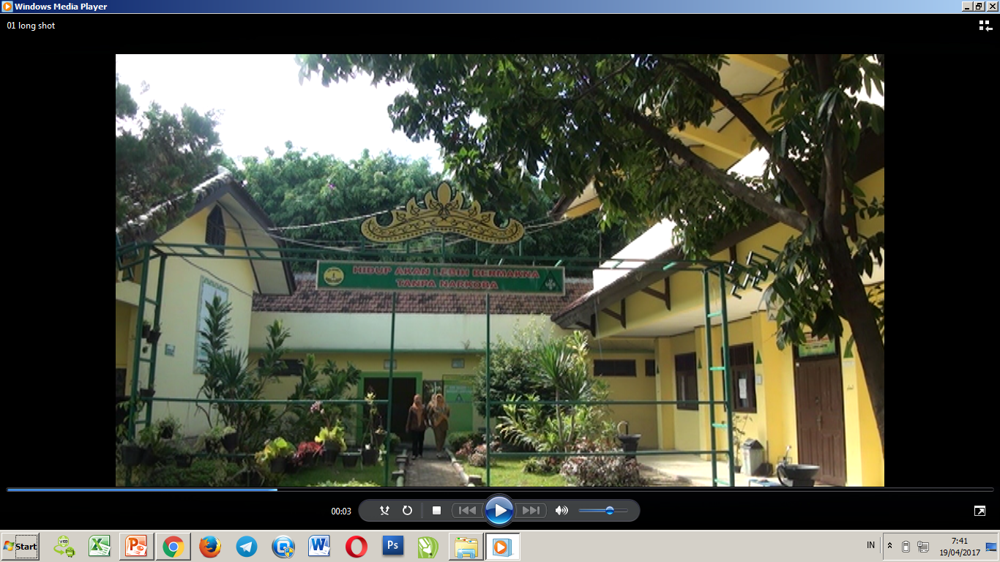 Windows Media Player
01 long shot
HIDUP AKAN LEBIH BERMAKNA
TANPA NARKOBA
00:03
Start
Ps
IN
7:41
19/04/2017